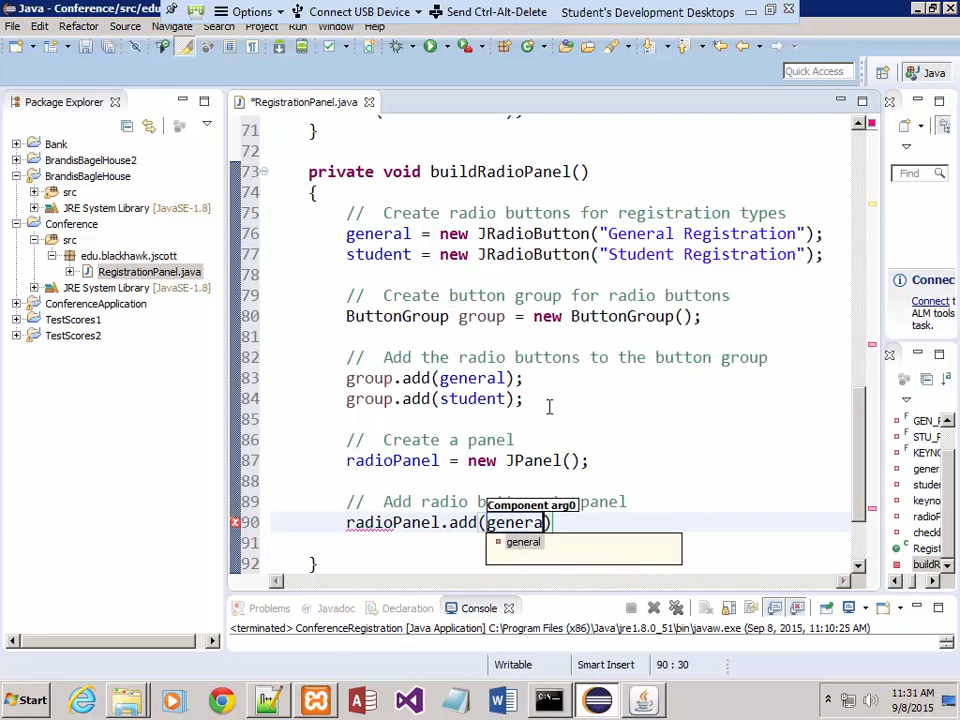 Java - Conference/src/edu
Options
Connect USB Device
Send Ctrl-Alt-Delete
Student's Development Desktops
File Edit Refactor Source Navigate Search Project Run Window Help
Quick Access
Java
Package Explorer
*RegistrationPanel.java
Bank
BrandisBagelHouse2
BrandisBagleHouse
src
JRE System Library [JavaSE-1.8]
Conference
src
edu.blackhawk.jscott
RegistrationPanel.java
JRE System Library [JavaSE-1.8]
ConferenceApplication
TestScores1
TestScores2
71 }
72
73 private void buildRadioPanel()
74 {
75 // Create radio buttons for registration types
76 general = new JRadioButton("General Registration");
77 student = new JRadioButton("Student Registration");
78
79 // Create button group for radio buttons
80 ButtonGroup group = new ButtonGroup();
81
82 // Add the radio buttons to the button group
83 group.add(general);
84 group.add(student);
85
86 // Create a panel
87 radioPanel = new JPanel();
88
89 // Add radio b panel
Component arg0
90 radioPanel.add(genera)
general
91
92 }
Find
Connec
Connect to
ALM tools
task.
GEN_
STU_F
KEYNC
gener
studer
keyno
radioP
checkl
Regist
buildR
Problems
Javadoc
Declaration
Console
<terminated> ConferenceRegistration [Java Application] C:\Program Files (x86)\Java\jre1.8.0_51\bin\javaw.exe (Sep 8, 2015, 11:10:25 AM)
Writable
Smart Insert
90 : 30
Start
11:31 AM
9/8/2015